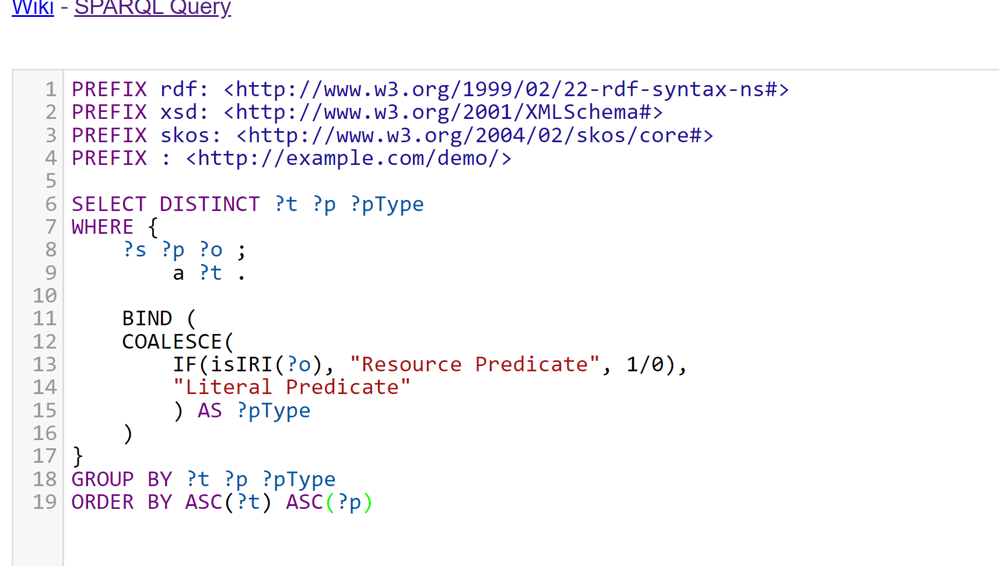 Wiki - SPARQL Query
1 PREFIX rdf: <http://www.w3.org/1999/02/22-rdf-syntax-ns#>
2 PREFIX xsd: <http://www.w3.org/2001/XMLSchema#>
3 PREFIX skos: <http://www.w3.org/2004/02/skos/core#>
4 PREFIX : <http://example.com/demo/>
5
6 SELECT DISTINCT ?t ?p ?pType
7 WHERE {
8     ?s ?p ?o ;
9         a ?t .
10
11     BIND (
12     COALESCE(
13         IF(isIRI(?o), "Resource Predicate", 1/0),
14         "Literal Predicate"
15         ) AS ?pType
16     )
17 }
18 GROUP BY ?t ?p ?pType
19 ORDER BY ASC(?t) ASC(?p)